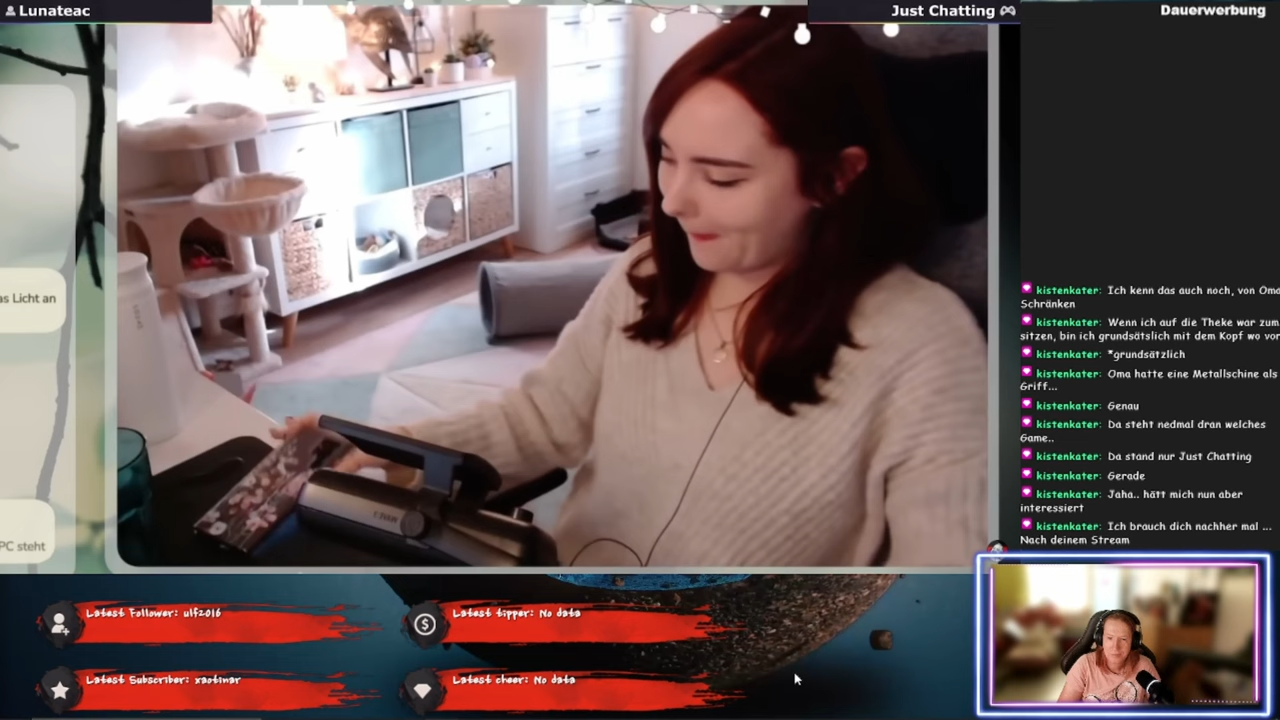 Lunateac
Just Chatting
Dauerwerbung
as Licht an
PC steht
kistenkater: Ich kenn das auch noch, von Oma
Schränken
kistenkater: Wenn ich auf die Theke war zum
sitzen, bin ich grundsätslich mit dem Kopf wo vor
kistenkater: *grundsätzlich
kistenkater: Oma hatte eine Metallschine als
Griff...
kistenkater: Genau
kistenkater: Da steht nedmal dran welches
Game..
kistenkater: Da stand nur Just Chatting
kistenkater: Gerade
kistenkater: Jaha.. hätt mich nun aber
interessiert
kistenkater: Ich brauch dich nachher mal ...
Nach deinem Stream
Latest Follower: ulf2016
Latest tipper: No data
Latest Subscriber: xaotinar
Latest cheer: No data